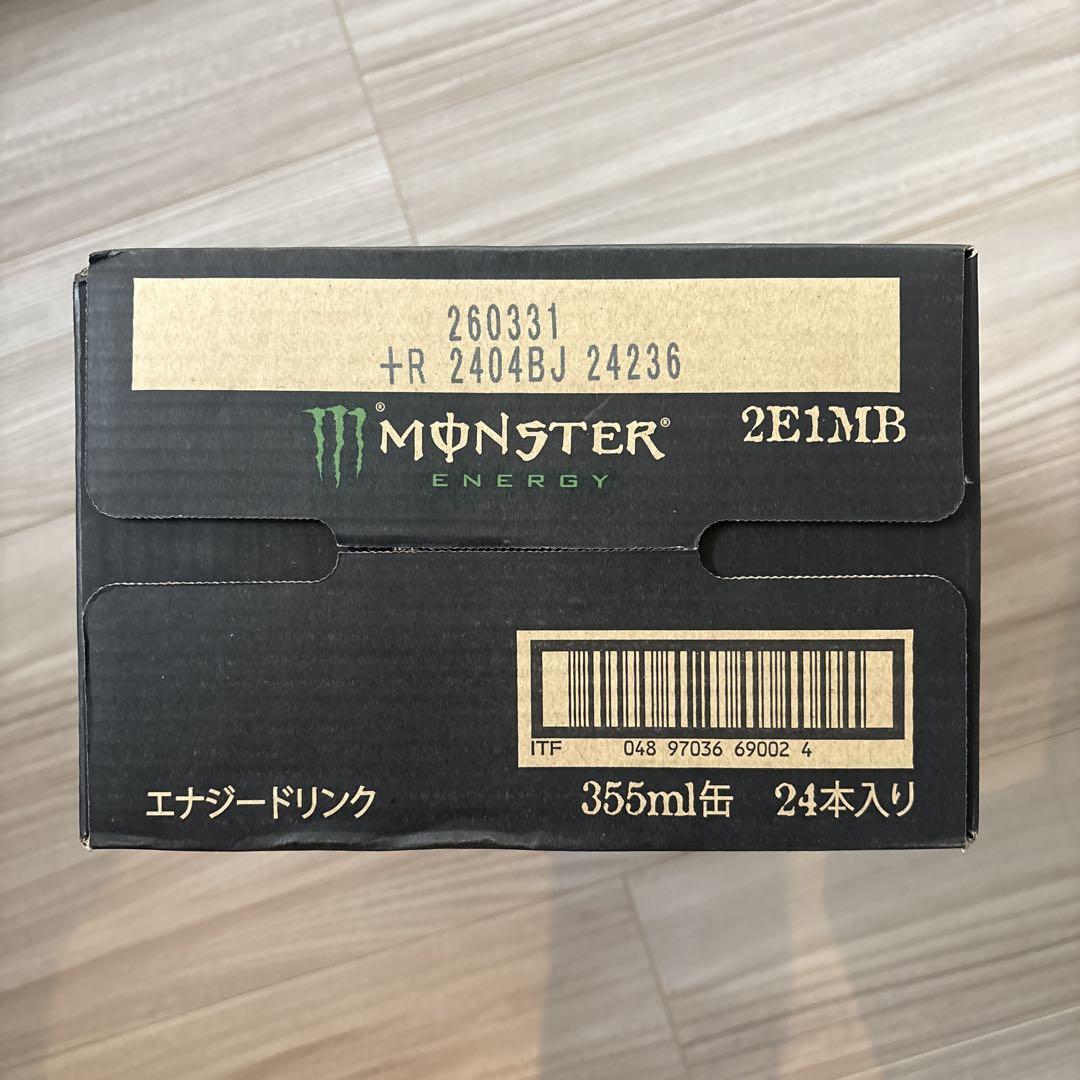 260331
+R 2404BJ 24236
MONSTER®
ENERGY
2E1MB
ITF 048 97036 69002 4
エナジードリンク 355ml缶 24本入り